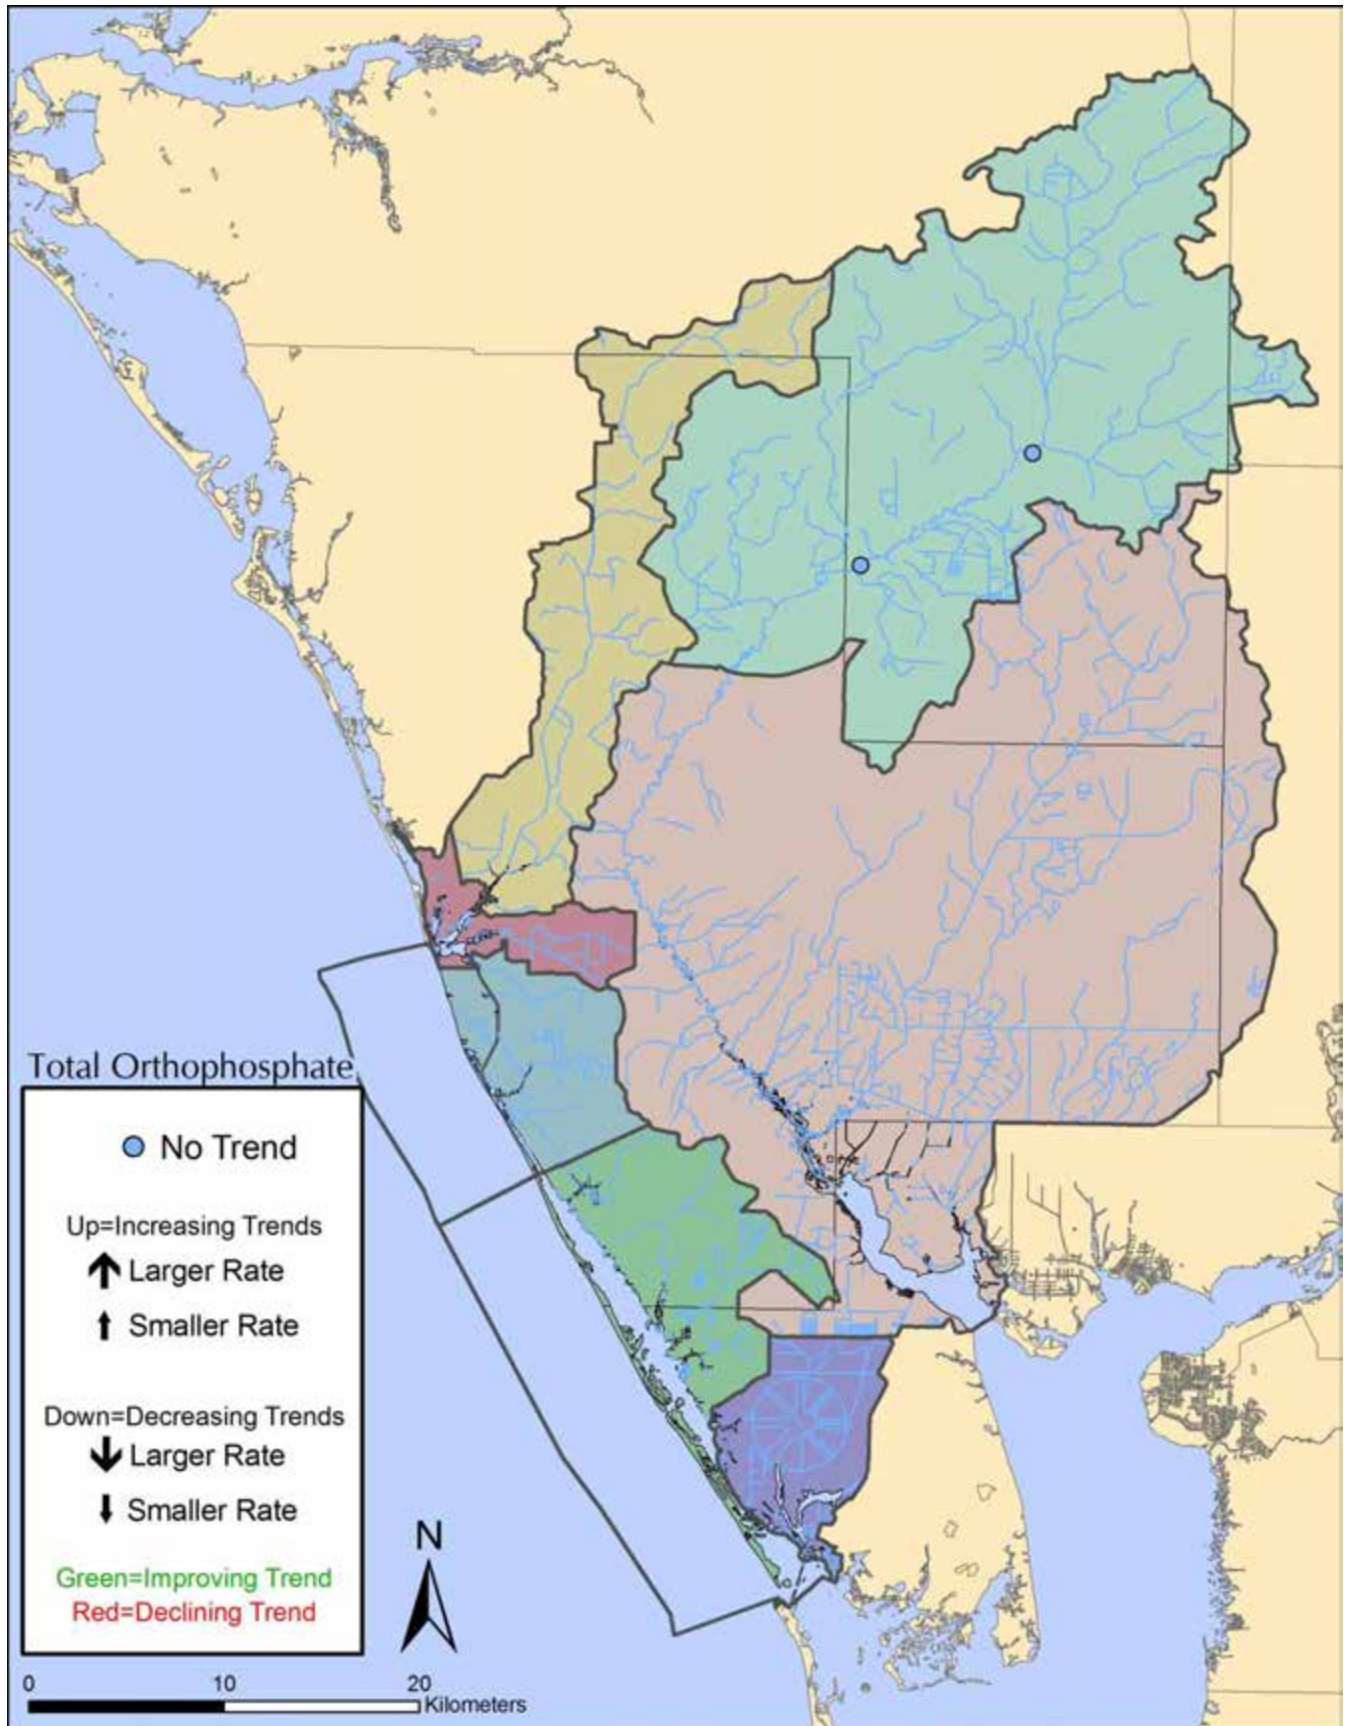 Total Orthophosphate
No Trend
Up=Increasing Trends
Larger Rate
Smaller Rate
Down=Decreasing Trends
Larger Rate
Smaller Rate
Green=Improving Trend
Red=Declining Trend
N
0 10 20
Kilometers